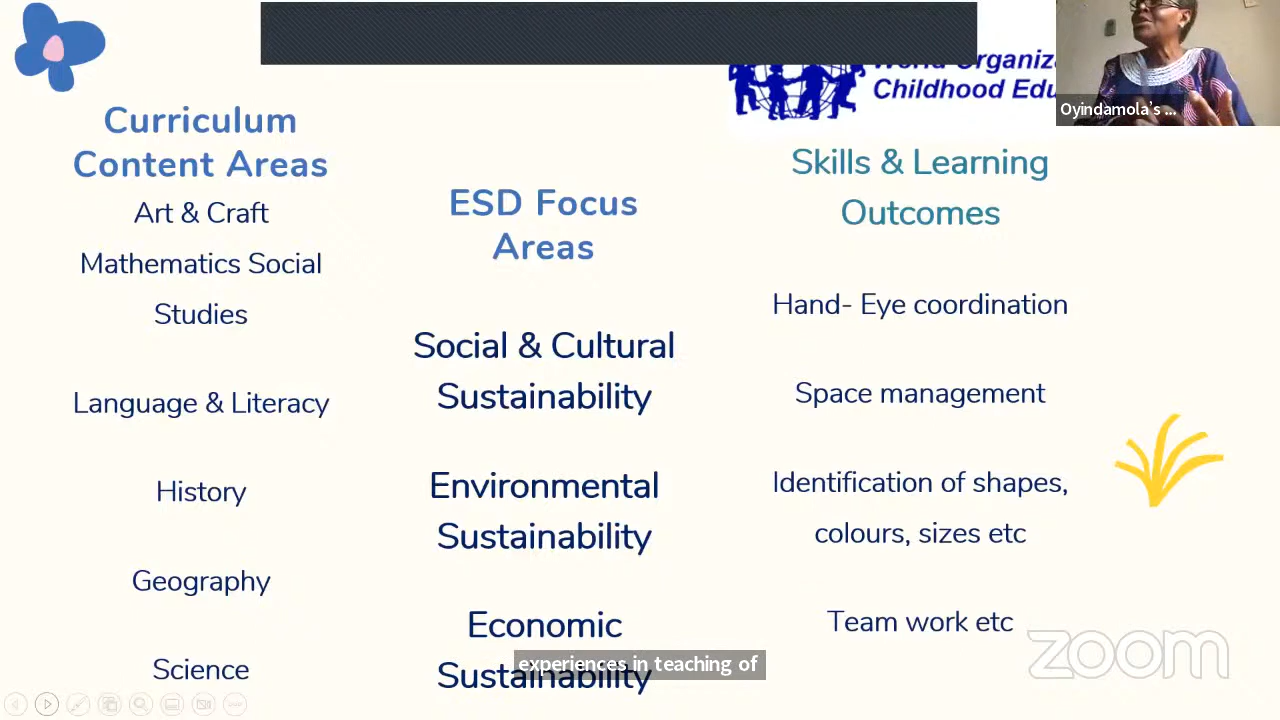 World Organiza
Childhood Edu
Oyindamola's ...
Curriculum
Content Areas
Art & Craft
Mathematics Social
Studies
Language & Literacy
History
Geography
Science
ESD Focus
Areas
Social & Cultural
Sustainability
Environmental
Sustainability
Economic
Sustainability
Skills & Learning
Outcomes
Hand- Eye coordination
Space management
Identification of shapes,
colours, sizes etc
Team work etc
experiences in teaching of
zoom